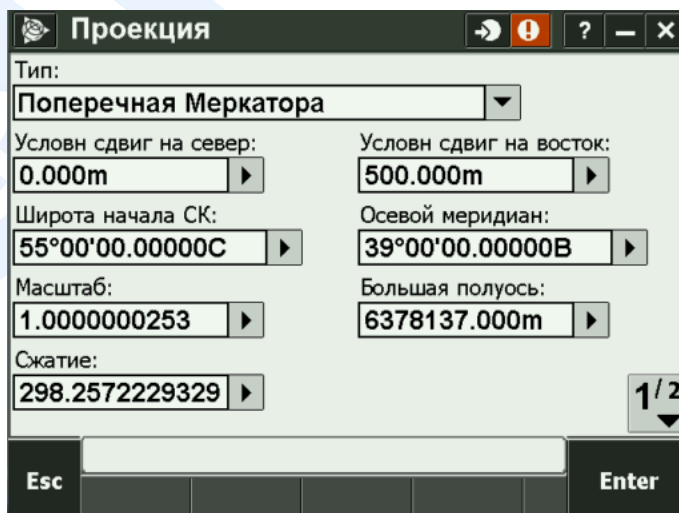 Проекция
? – ×
Тип:
Поперечная Меркатора
Условн сдвиг на север: Условн сдвиг на восток:
0.000m 500.000m
Широта начала СК: Осевой меридиан:
55°00'00.00000С 39°00'00.00000В
Масштаб: Большая полуось:
1.0000000253 6378137.000m
Сжатие:
298.2572229329
1/2
Esc Enter